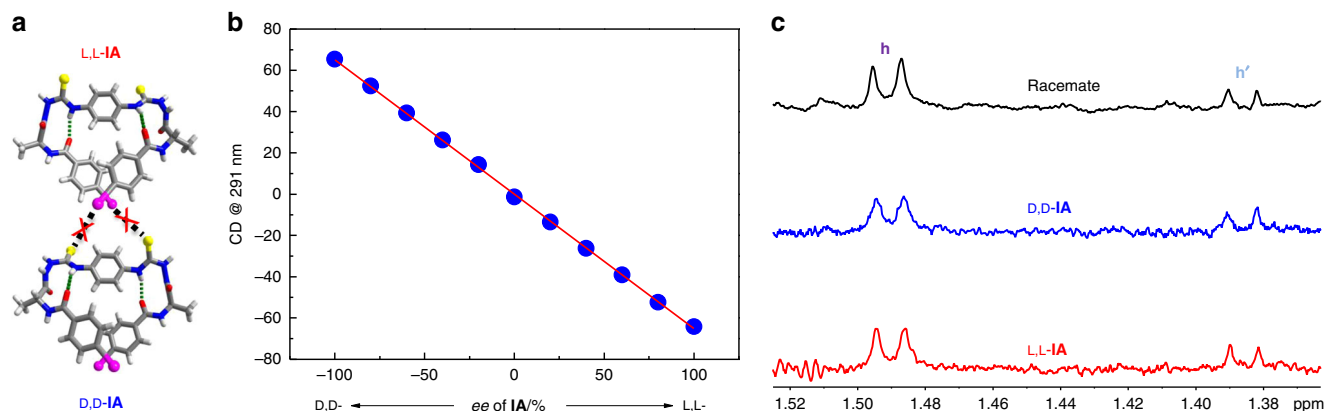 a
L,L-IA
D,D-IA
b
CD @ 291 nm
80
60
40
20
0
−20
−40
−60
−80
−100
−50
0
50
100
D,D-
ee of IA/%
L,L-
c
h
h′
Racemate
D,D-IA
L,L-IA
1.52
1.50
1.48
1.46
1.44
1.42
1.40
1.38
ppm